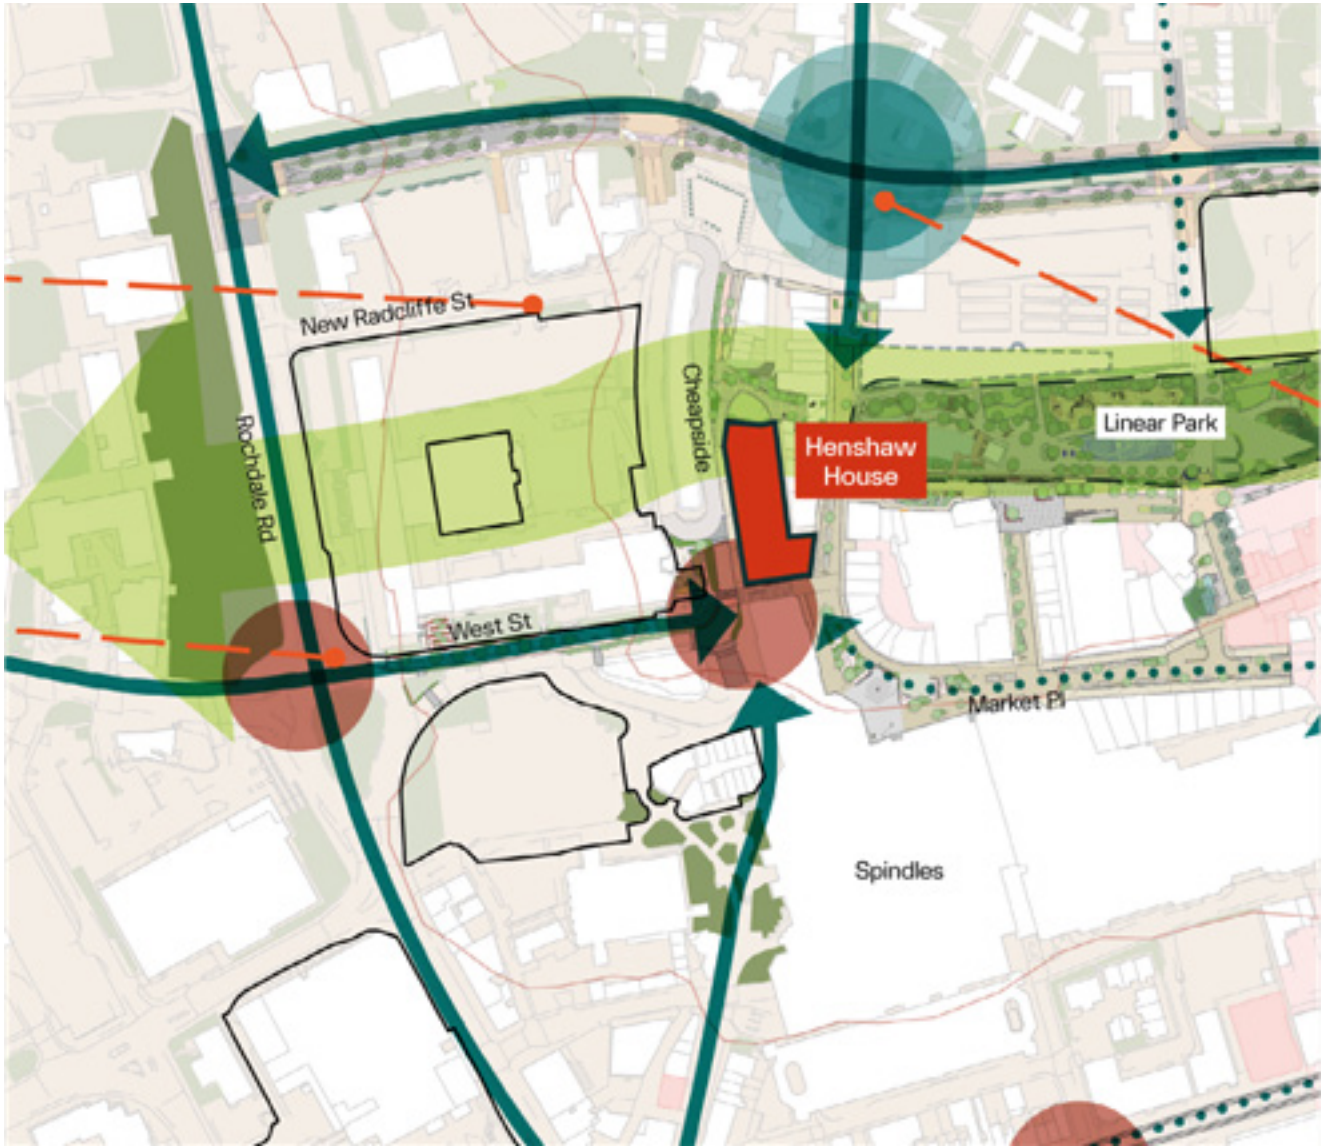 New Radcliffe St
Cheapside
Rochdale Rd
Henshaw
House
Linear Park
West St
Market Pl
Spindles